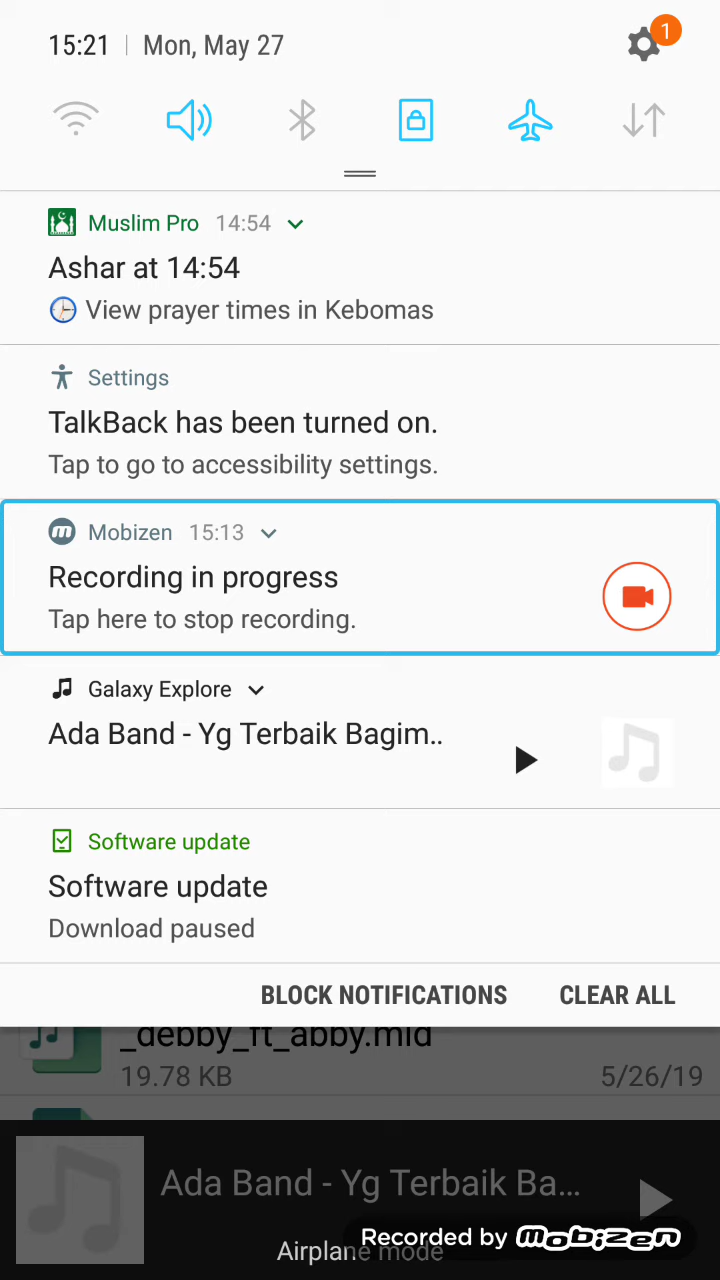 15:21 | Mon, May 27
1
Muslim Pro 14:54
Ashar at 14:54
View prayer times in Kebomas
Settings
TalkBack has been turned on.
Tap to go to accessibility settings.
Mobizen 15:13
Recording in progress
Tap here to stop recording.
Galaxy Explore
Ada Band - Yg Terbaik Bagim..
Software update
Software update
Download paused
BLOCK NOTIFICATIONS CLEAR ALL
_debby_ft_abby.mid
19.78 KB 5/26/19
Ada Band - Yg Terbaik Ba...
Recorded by mobizen
Airplane mode